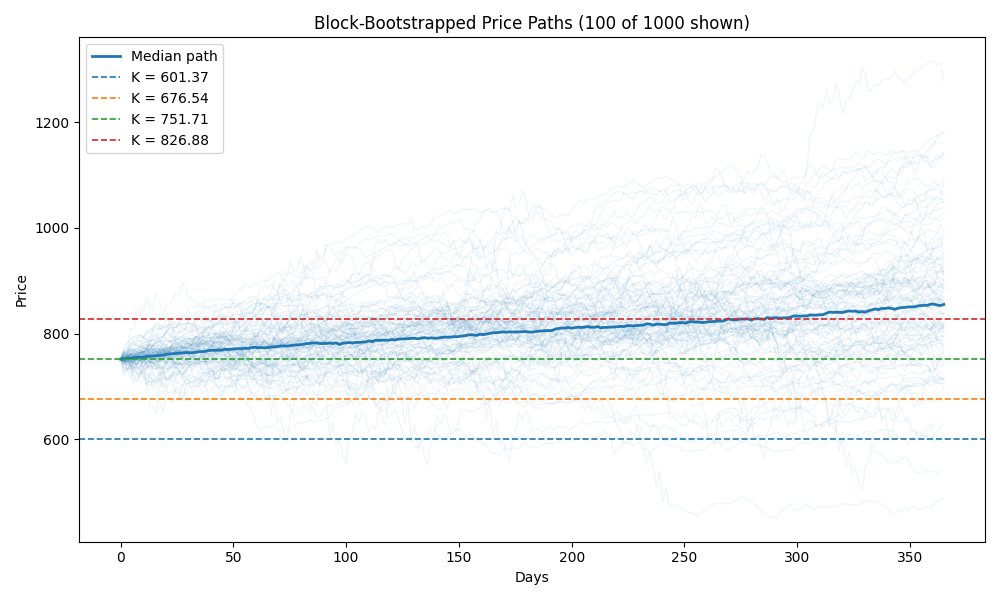 Block-Bootstrapped Price Paths (100 of 1000 shown)
Median path
K = 601.37
K = 676.54
K = 751.71
K = 826.88
Price
1200
1000
800
600
0 50 100 150 200 250 300 350
Days